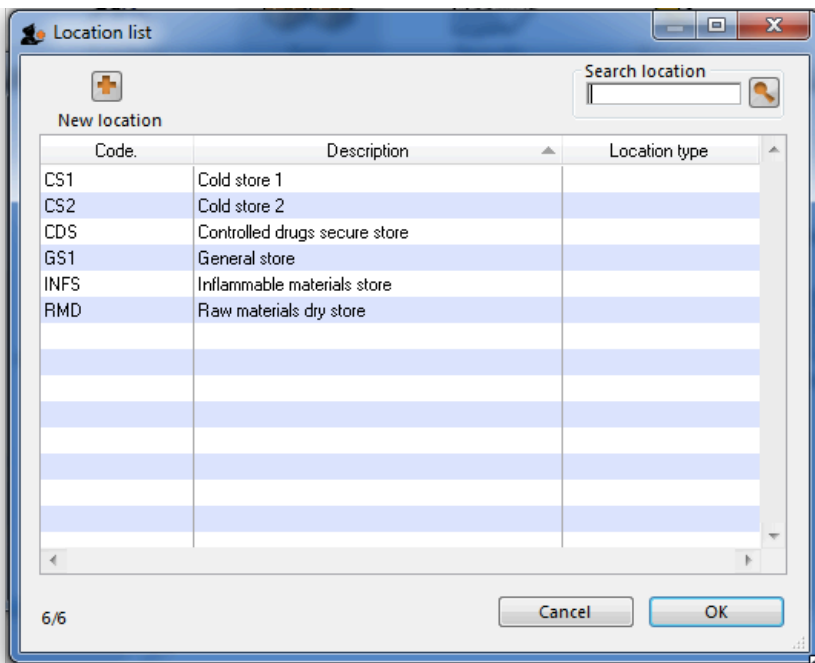 Location list
Search location
New location
Code. Description Location type
CS1 Cold store 1
CS2 Cold store 2
CDS Controlled drugs secure store
GS1 General store
INFS Inflammable materials store
RMD Raw materials dry store
6/6 Cancel OK